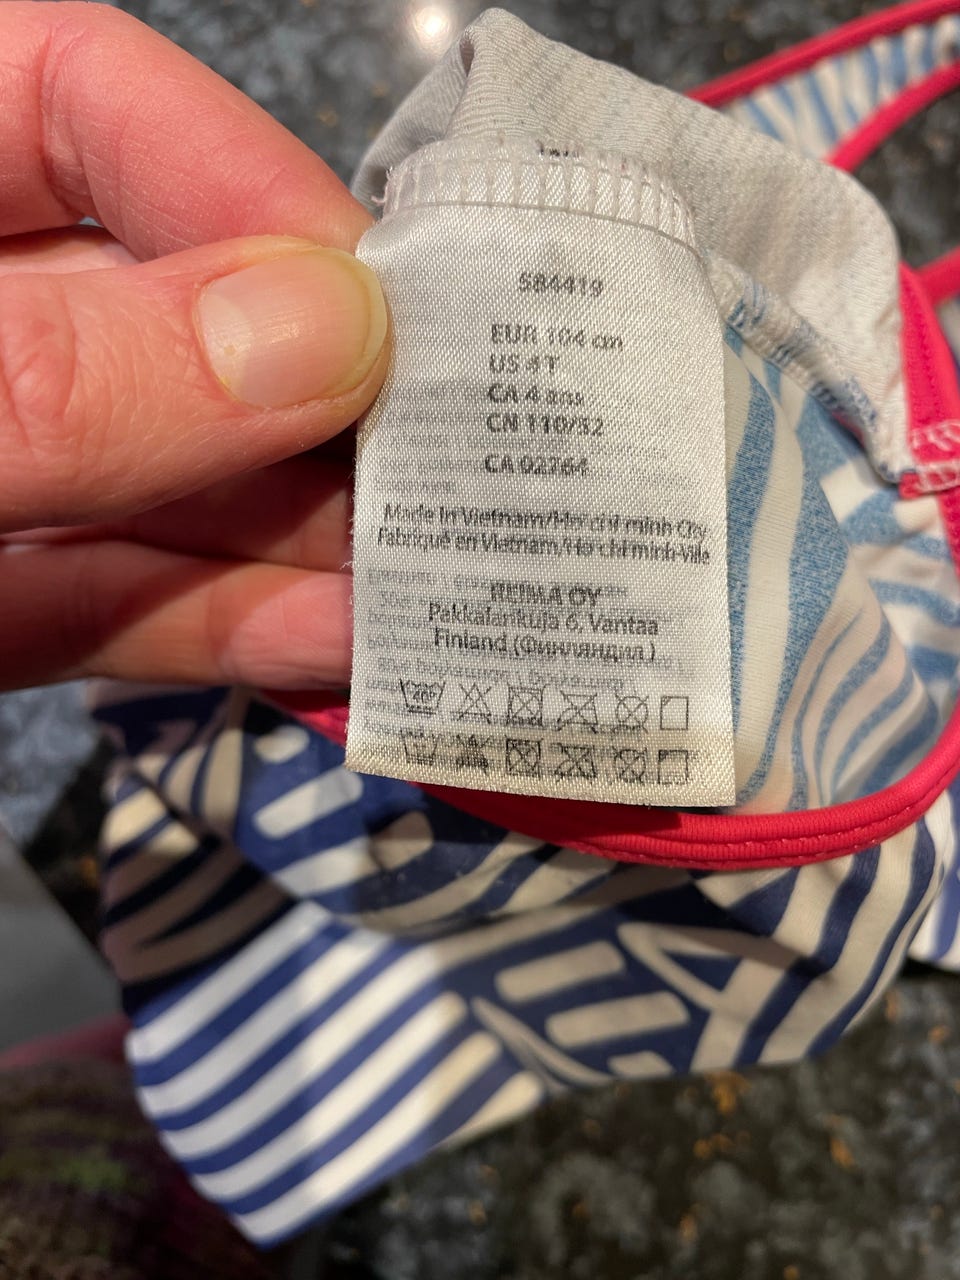 584419
EUR 104 cm
US 4 T
CA 4 ans
CN 110/52
CA 02764
Made in Vietnam/Ho chi minh City
Fabriqué en Vietnam/Ho chi minh-Ville
REIMA OY
Pakkalankuja 6, Vantaa
Finland (Финляндия)
40